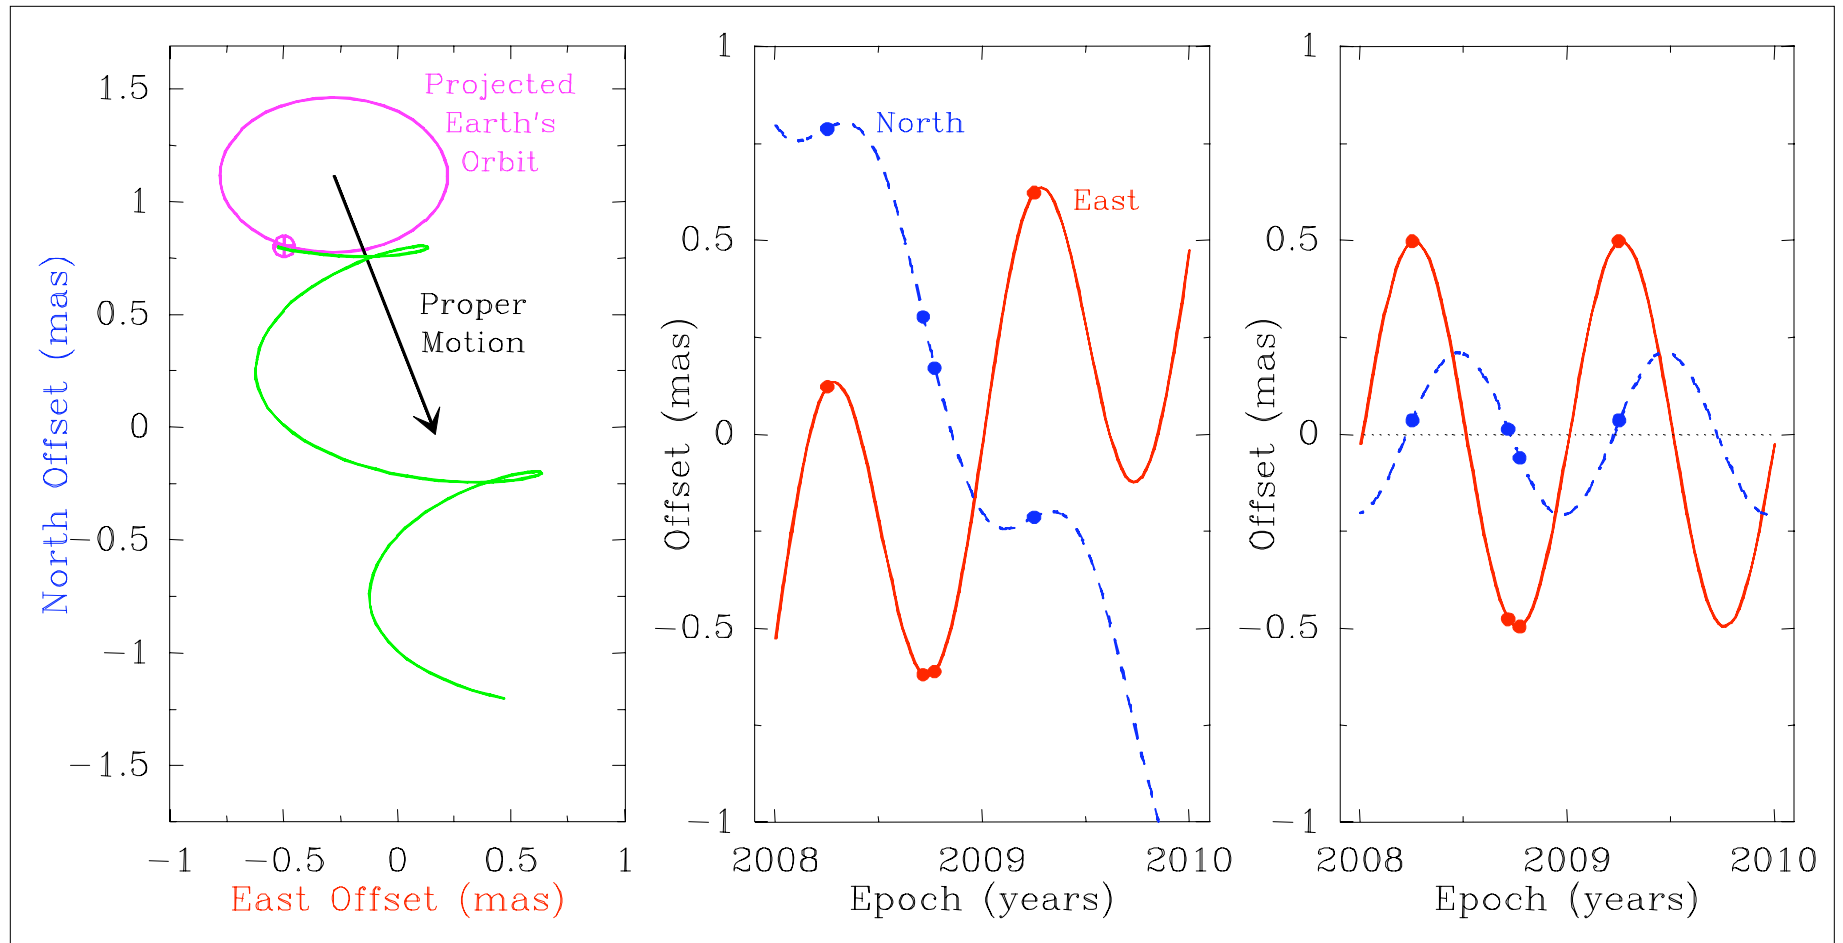 1.5
1
0.5
0
−0.5
−1
−1.5
North Offset (mas)
Projected
Earth's
Orbit
Proper
Motion
−1
−0.5
0
0.5
1
East Offset (mas)
1
0.5
0
−0.5
−1
Offset (mas)
North
East
2008
2009
2010
Epoch (years)
1
0.5
0
−0.5
−1
Offset (mas)
2008
2009
2010
Epoch (years)